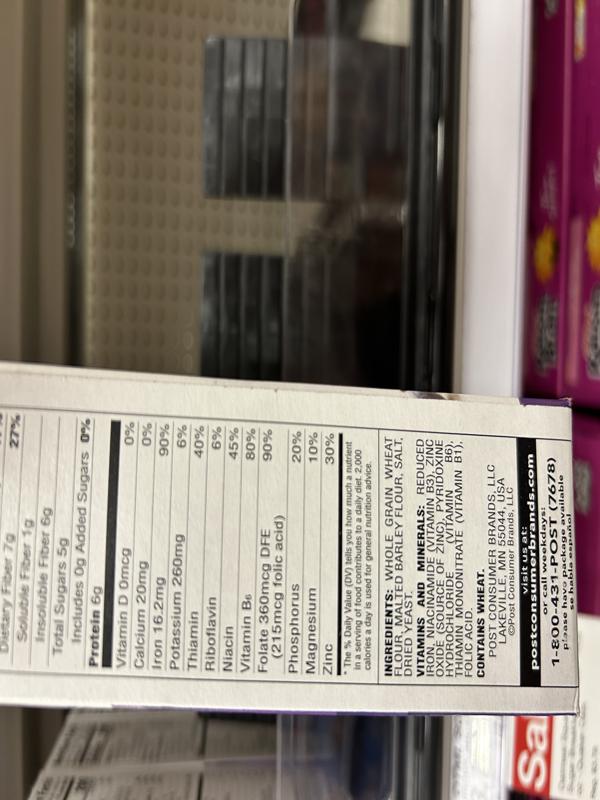 Dietary Fiber 7g 27%
Soluble Fiber 1g
Insoluble Fiber 6g
Total Sugars 5g
Includes 0g Added Sugars 0%
Protein 6g
Vitamin D 0mcg 0%
Calcium 20mg 0%
Iron 16.2mg 90%
Potassium 260mg 6%
Thiamin 40%
Riboflavin 6%
Niacin 45%
Vitamin B6 80%
Folate 360mcg DFE 90%
(215mcg folic acid)
Phosphorus 20%
Magnesium 10%
Zinc 30%
* The % Daily Value (DV) tells you how much a nutrient
in a serving of food contributes to a daily diet. 2,000
calories a day is used for general nutrition advice.
INGREDIENTS: WHOLE GRAIN WHEAT
FLOUR, MALTED BARLEY FLOUR, SALT,
DRIED YEAST.
VITAMINS AND MINERALS: REDUCED
IRON, NIACINAMIDE (VITAMIN B3), ZINC
OXIDE (SOURCE OF ZINC), PYRIDOXINE
HYDROCHLORIDE (VITAMIN B6),
THIAMIN MONONITRATE (VITAMIN B1),
FOLIC ACID.
CONTAINS WHEAT.
POST CONSUMER BRANDS, LLC
LAKEVILLE, MN 55044, USA
©Post Consumer Brands, LLC
visit us at:
postconsumerbrands.com
or call weekdays:
1-800-431-POST (7678)
please have package available
se habla español
Sa